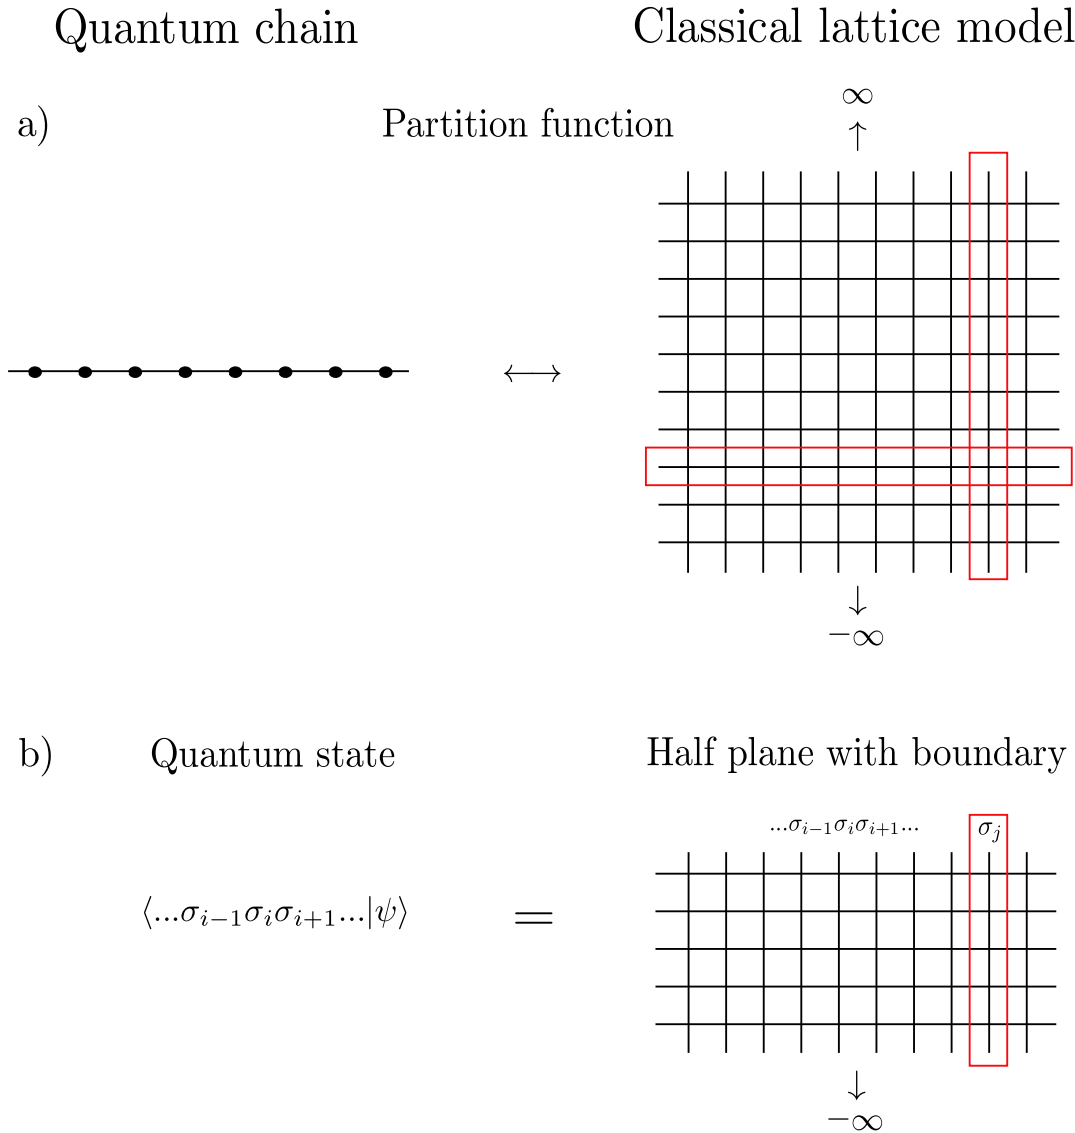 Quantum chain
Classical lattice model
a)
Partition function
∞
↑
⟷
↓
−∞
b)
Quantum state
Half plane with boundary
...σ_{i−1}σ_iσ_{i+1}...
σ_j
⟨...σ_{i−1}σ_iσ_{i+1}...|ψ⟩
=
↓
−∞